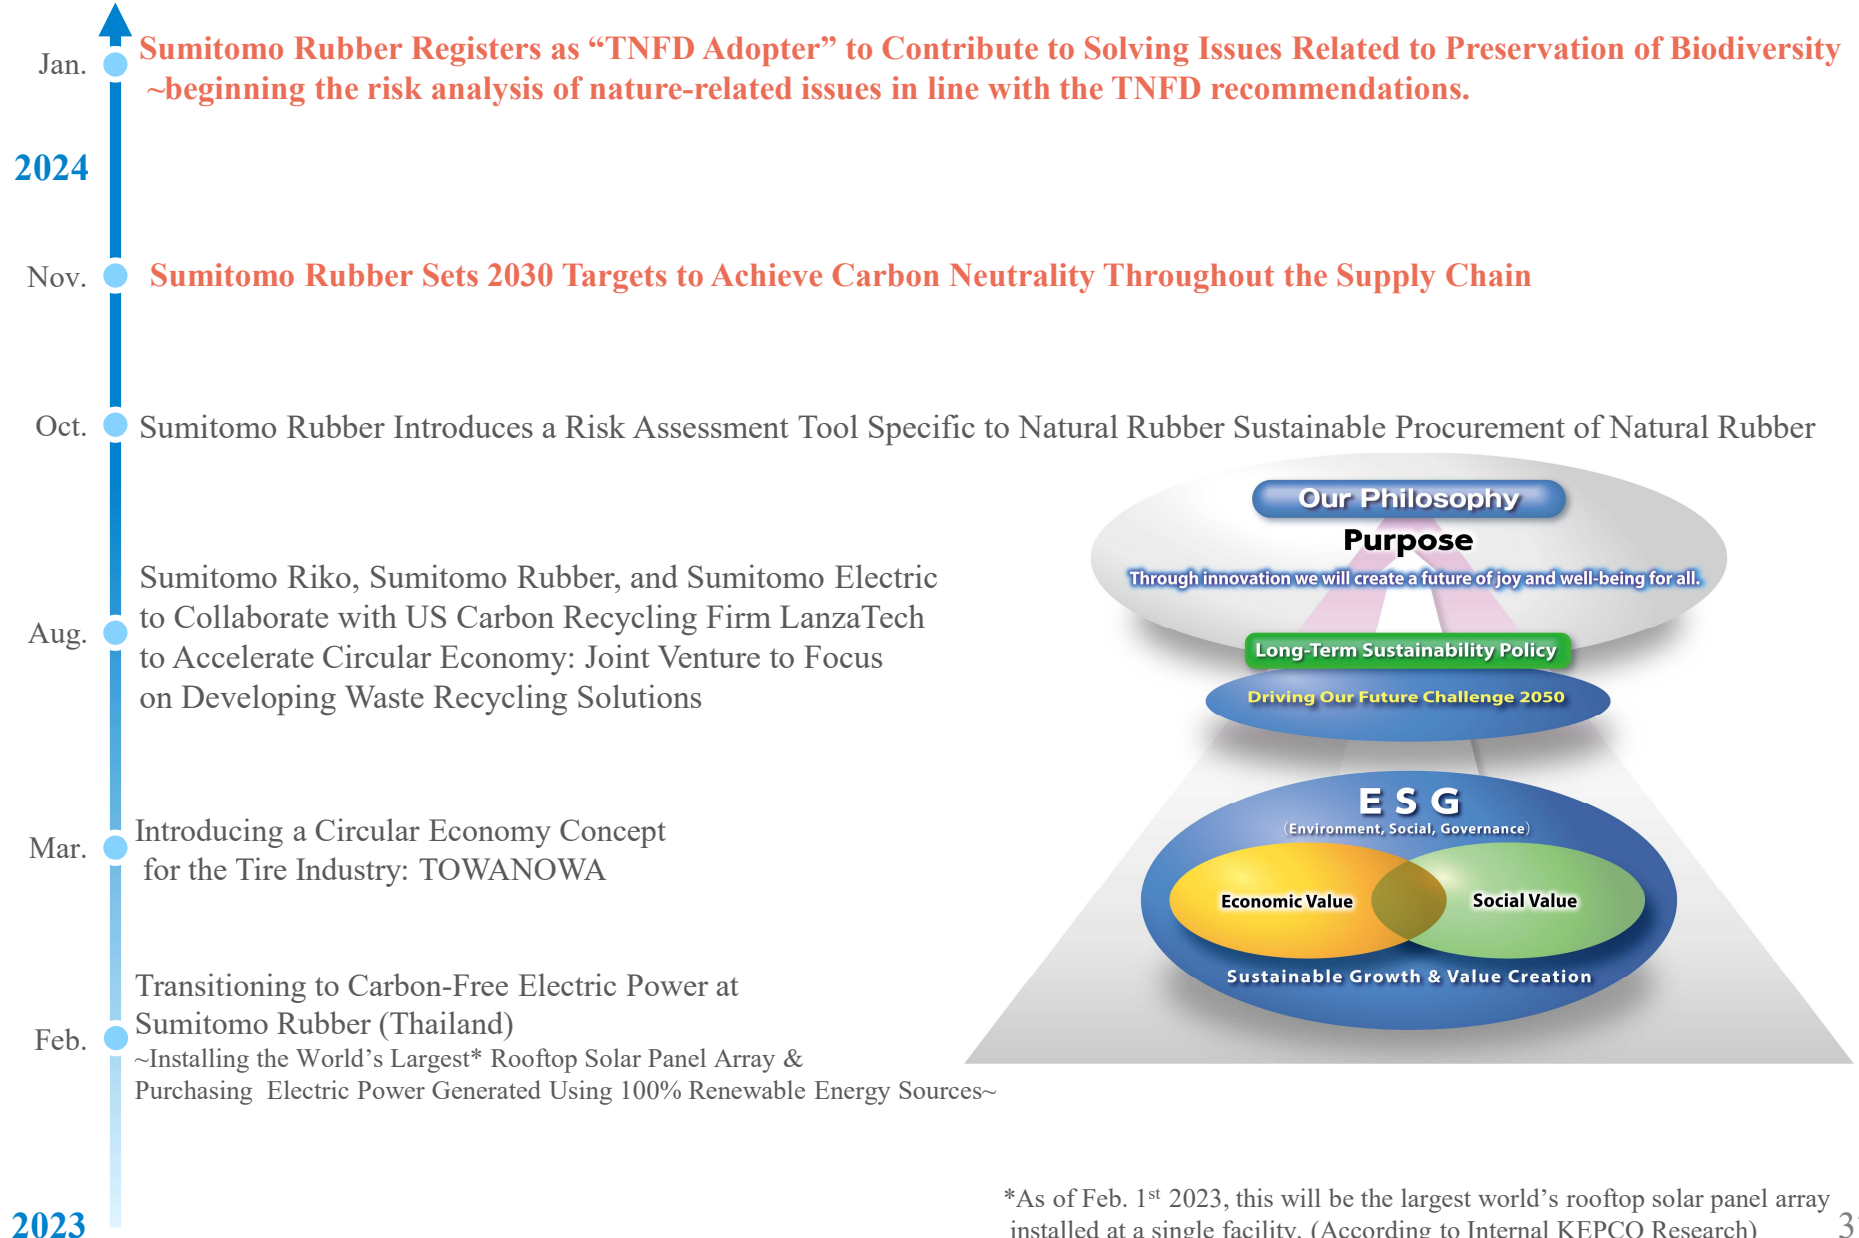 Jan.
Sumitomo Rubber Registers as “TNFD Adopter” to Contribute to Solving Issues Related to Preservation of Biodiversity
~beginning the risk analysis of nature-related issues in line with the TNFD recommendations.
2024
Nov.
Sumitomo Rubber Sets 2030 Targets to Achieve Carbon Neutrality Throughout the Supply Chain
Oct.
Sumitomo Rubber Introduces a Risk Assessment Tool Specific to Natural Rubber Sustainable Procurement of Natural Rubber
Aug.
Sumitomo Riko, Sumitomo Rubber, and Sumitomo Electric
to Collaborate with US Carbon Recycling Firm LanzaTech
to Accelerate Circular Economy: Joint Venture to Focus
on Developing Waste Recycling Solutions
Mar.
Introducing a Circular Economy Concept
for the Tire Industry: TOWANOWA
Feb.
Transitioning to Carbon-Free Electric Power at
Sumitomo Rubber (Thailand)
~Installing the World’s Largest* Rooftop Solar Panel Array &
Purchasing Electric Power Generated Using 100% Renewable Energy Sources~
2023
Our Philosophy
Purpose
Through innovation we will create a future of joy and well-being for all.
Long-Term Sustainability Policy
Driving Our Future Challenge 2050
E S G
(Environment, Social, Governance)
Economic Value
Social Value
Sustainable Growth & Value Creation
*As of Feb. 1st 2023, this will be the largest world’s rooftop solar panel array
installed at a single facility. (According to Internal KEPCO Research)